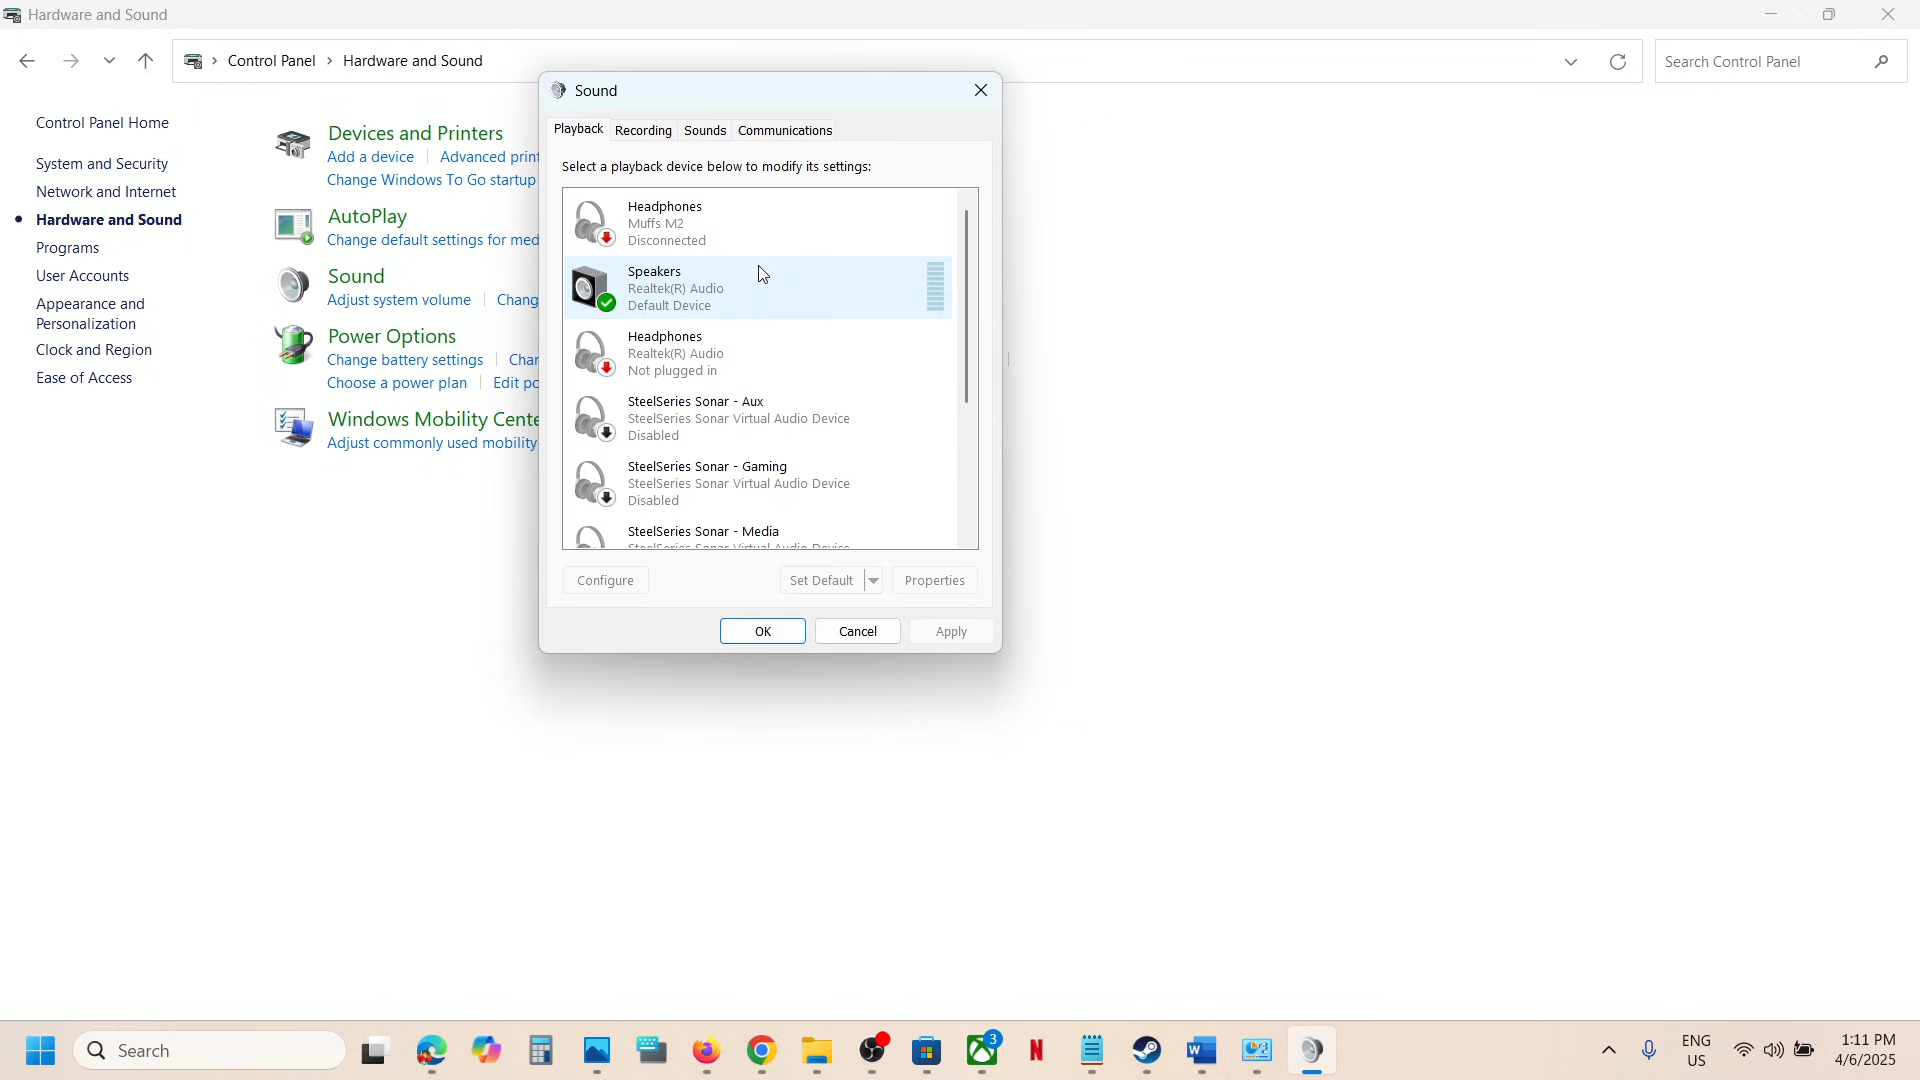 Hardware and Sound
Control Panel > Hardware and Sound
Search Control Panel
Control Panel Home
System and Security
Network and Internet
Hardware and Sound
Programs
User Accounts
Appearance and
Personalization
Clock and Region
Ease of Access
Devices and Printers
Add a device
Advanced print
Change Windows To Go startup
AutoPlay
Change default settings for med
Sound
Adjust system volume
Chang
Power Options
Change battery settings
Char
Choose a power plan
Edit po
Windows Mobility Cente
Adjust commonly used mobility
Sound
Playback
Recording
Sounds
Communications
Select a playback device below to modify its settings:
Headphones
Muffs M2
Disconnected
Speakers
Realtek(R) Audio
Default Device
Headphones
Realtek(R) Audio
Not plugged in
SteelSeries Sonar - Aux
SteelSeries Sonar Virtual Audio Device
Disabled
SteelSeries Sonar - Gaming
SteelSeries Sonar Virtual Audio Device
Disabled
SteelSeries Sonar - Media
SteelSeries Sonar Virtual Audio Device
Configure
Set Default
Properties
OK
Cancel
Apply
Search
3
N
W
ENG
US
1:11 PM
4/6/2025